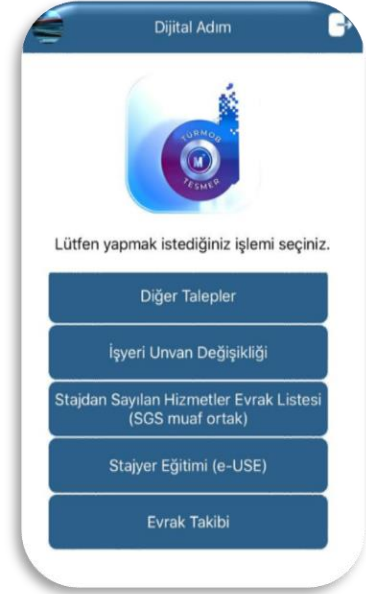 Dijital Adım
TÜRMOB
M
TESMER
Lütfen yapmak istediğiniz işlemi seçiniz.
Diğer Talepler
İşyeri Unvan Değişikliği
Stajdan Sayılan Hizmetler Evrak Listesi
(SGS muaf ortak)
Stajyer Eğitimi (e-USE)
Evrak Takibi